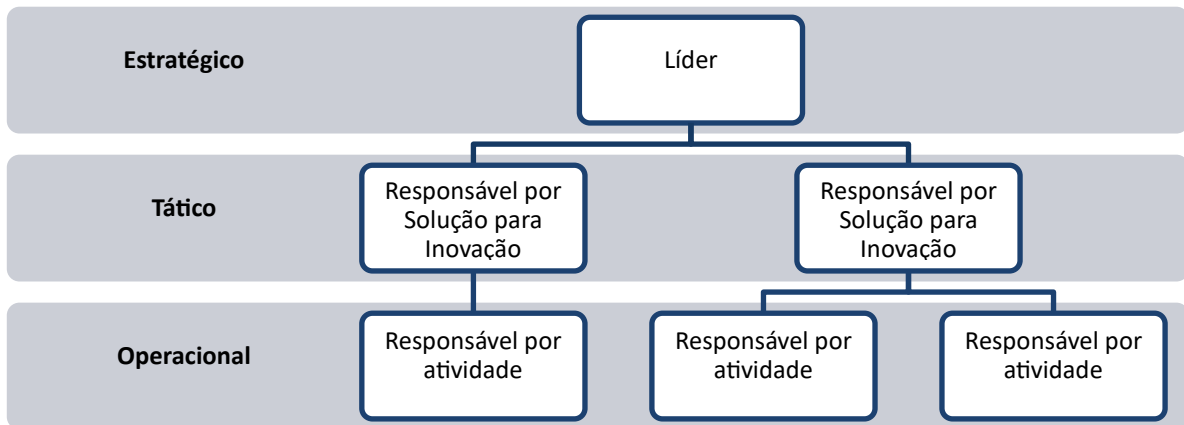 Estratégico
Líder
Tático
Responsável por
Solução para
Inovação
Responsável por
Solução para
Inovação
Operacional
Responsável por
atividade
Responsável por
atividade
Responsável por
atividade